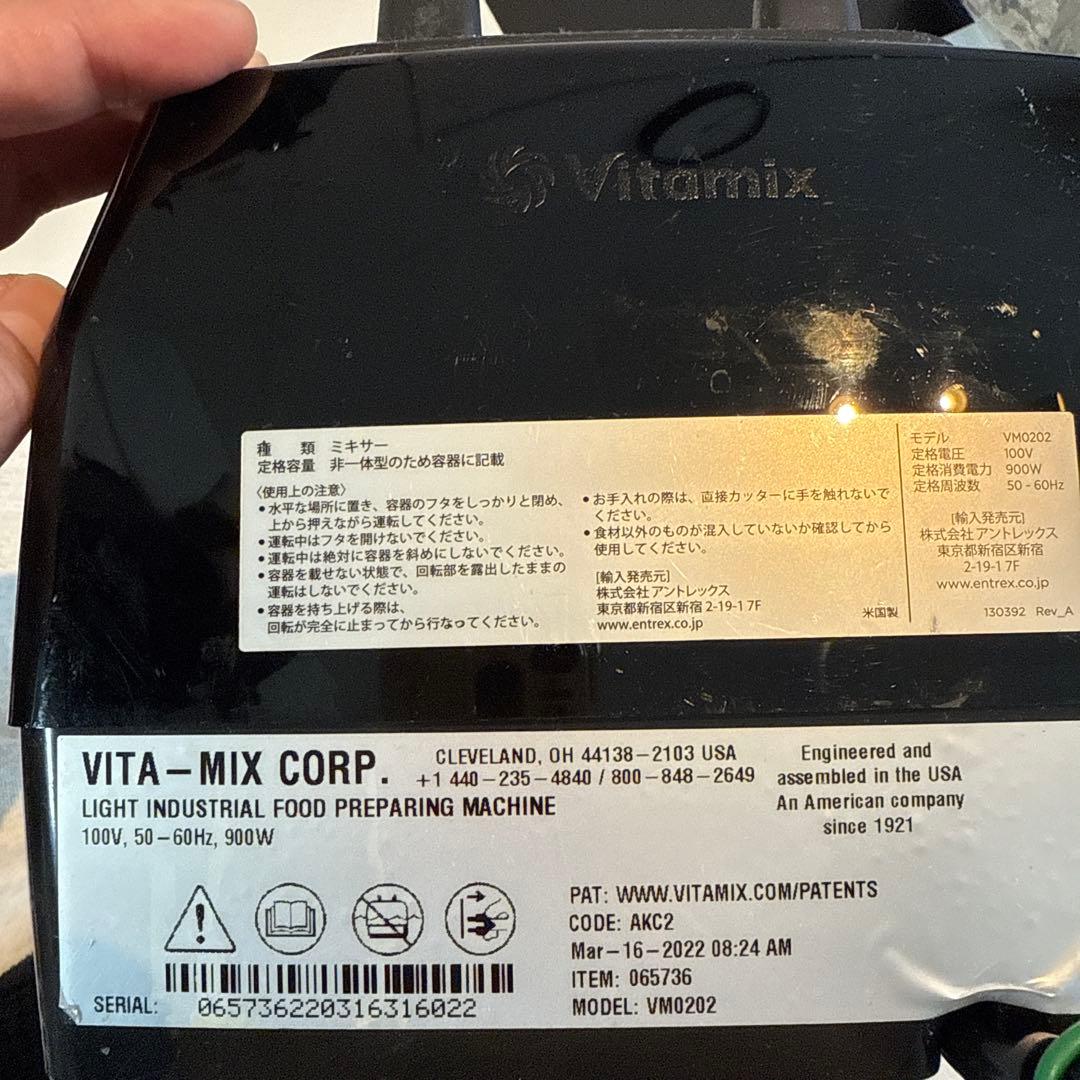 Vitamix
種 類 ミキサー
定格容量 非一体型のため容器に記載
〈使用上の注意〉
•水平な場所に置き、容器のフタをしっかりと閉め、
上から押えながら運転してください。
•運転中はフタを開けないでください。
•運転中は絶対に容器を斜めにしないでください。
•容器を載せない状態で、回転部を露出したままの
運転はしないでください。
•容器を持ち上げる際は、
回転が完全に止まってから行なってください。
•お手入れの際は、直接カッターに手を触れないで
ください。
•食材以外のものが混入していないか確認してから
使用してください。
[輸入発売元]
株式会社 アントレックス
東京都新宿区新宿 2-19-1 7F
www.entrex.co.jp
米国製
モデル VM0202
定格電圧 100V
定格消費電力 900W
定格周波数 50 - 60Hz
[輸入発売元]
株式会社 アントレックス
東京都新宿区新宿
2-19-1 7F
www.entrex.co.jp
130392 Rev_A
VITA-MIX CORP.
CLEVELAND, OH 44138-2103 USA
+1 440-235-4840 / 800-848-2649
LIGHT INDUSTRIAL FOOD PREPARING MACHINE
100V, 50-60Hz, 900W
Engineered and
assembled in the USA
An American company
since 1921
PAT: WWW.VITAMIX.COM/PATENTS
CODE: AKC2
Mar-16-2022 08:24 AM
ITEM: 065736
MODEL: VM0202
SERIAL: 065736220316316022